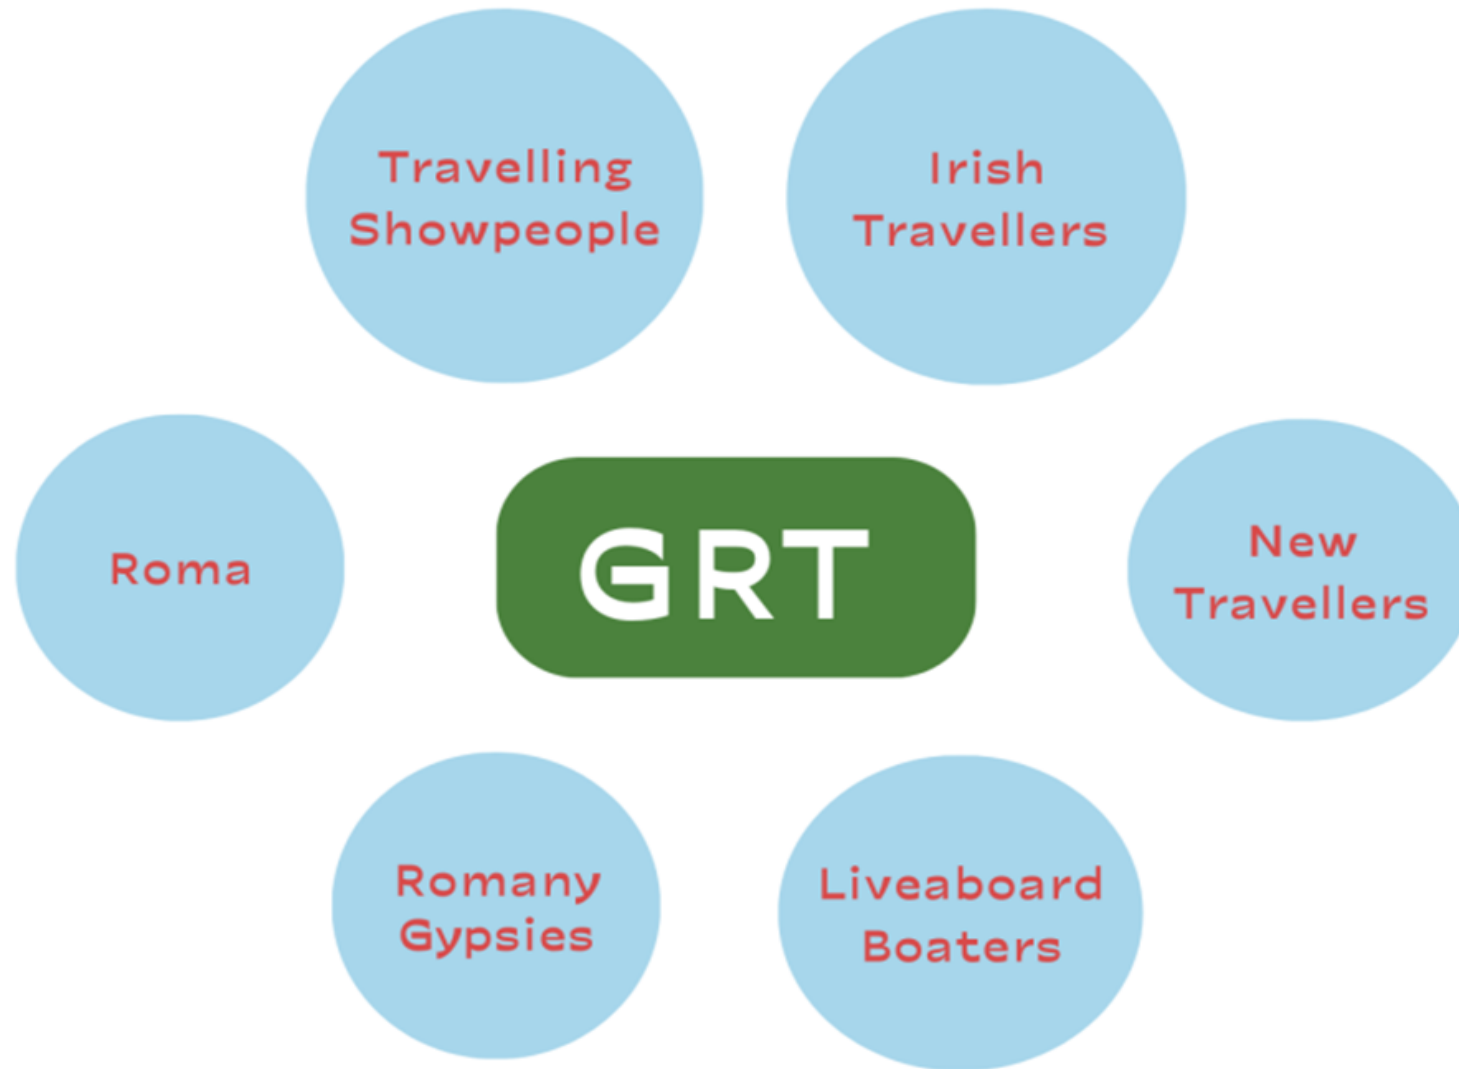 Travelling
Showpeople
Irish
Travellers
Roma
GRT
New
Travellers
Romany
Gypsies
Liveaboard
Boaters